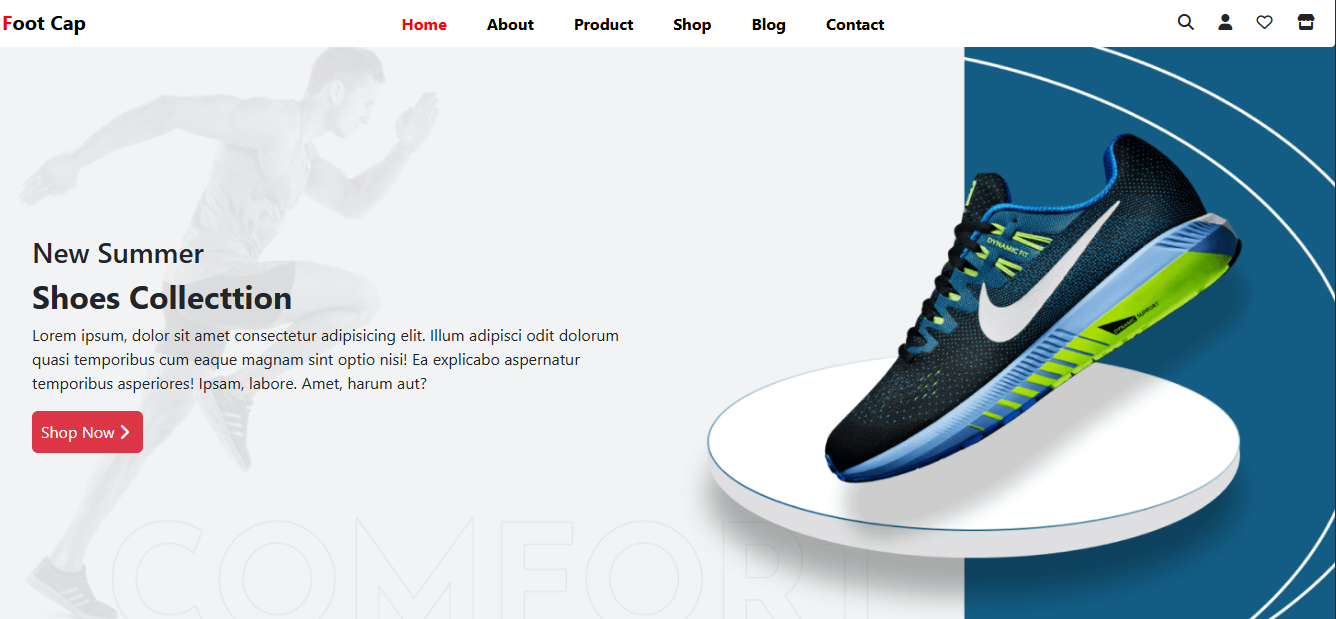 Foot Cap
Home About Product Shop Blog Contact
New Summer
Shoes Collecttion
Lorem ipsum, dolor sit amet consectetur adipisicing elit. Illum adipisci odit dolorum
quasi temporibus cum eaque magnam sint optio nisi! Ea explicabo aspernatur
temporibus asperiores! Ipsam, labore. Amet, harum aut?
Shop Now
DYNAMIC FIT
DYNAMIC SUPPORT
COMFORT